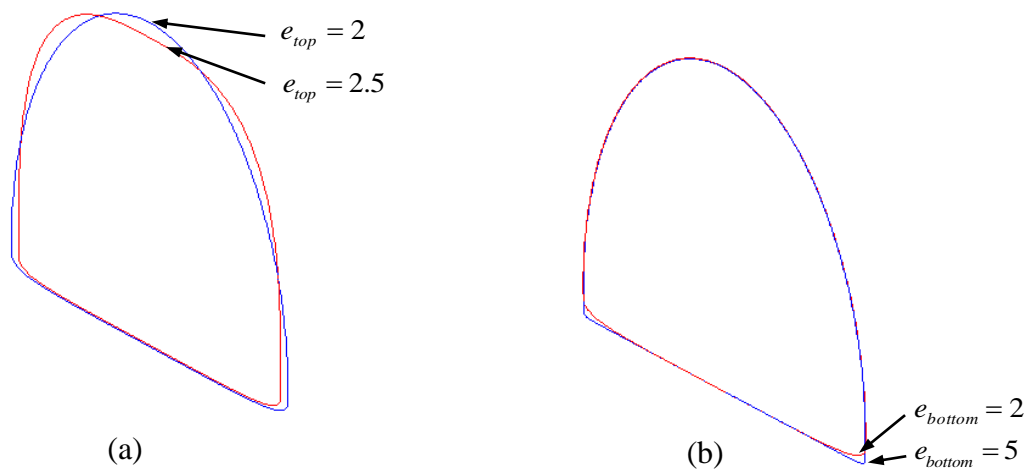 e_top = 2
e_top = 2.5
e_bottom = 2
e_bottom = 5
(a)
(b)